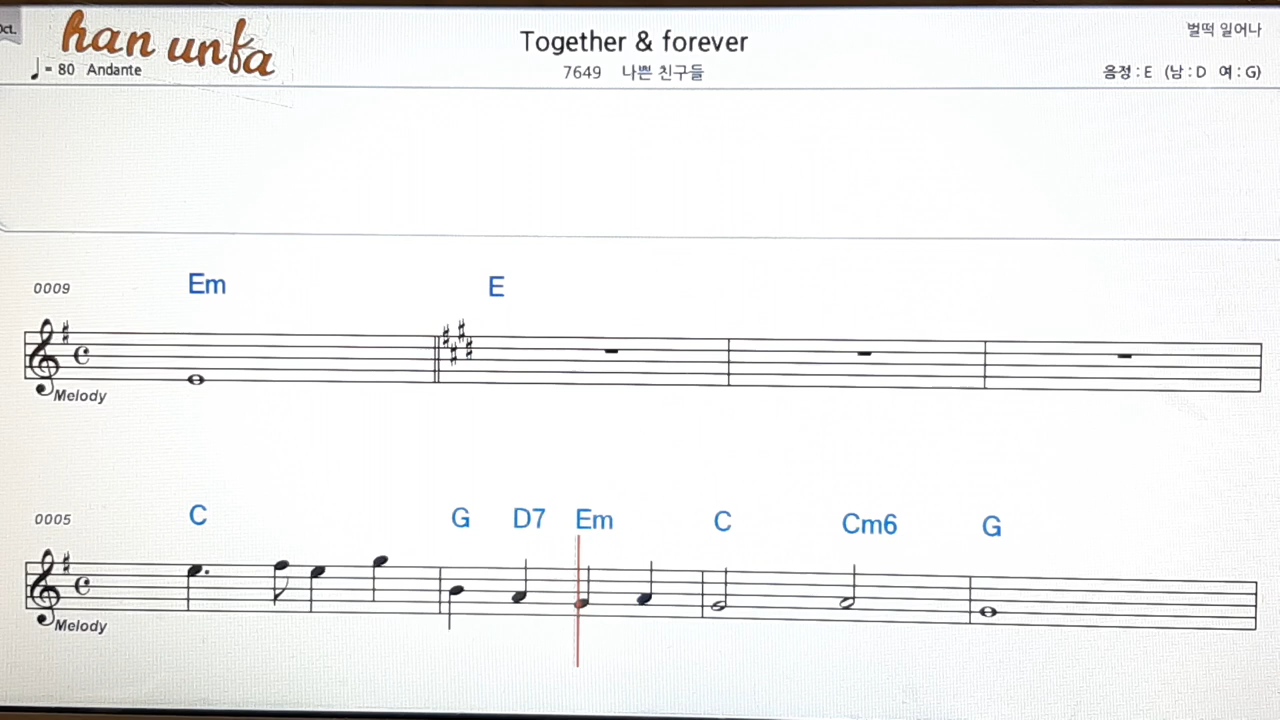 Oct.
han unfa
Together & forever
벌떡 일어나
= 80 Andante
7649 나쁜 친구들
음정 : E (남 : D 여 : G)
0009
Em E
Melody
0005
C G D7 Em C Cm6 G
Melody